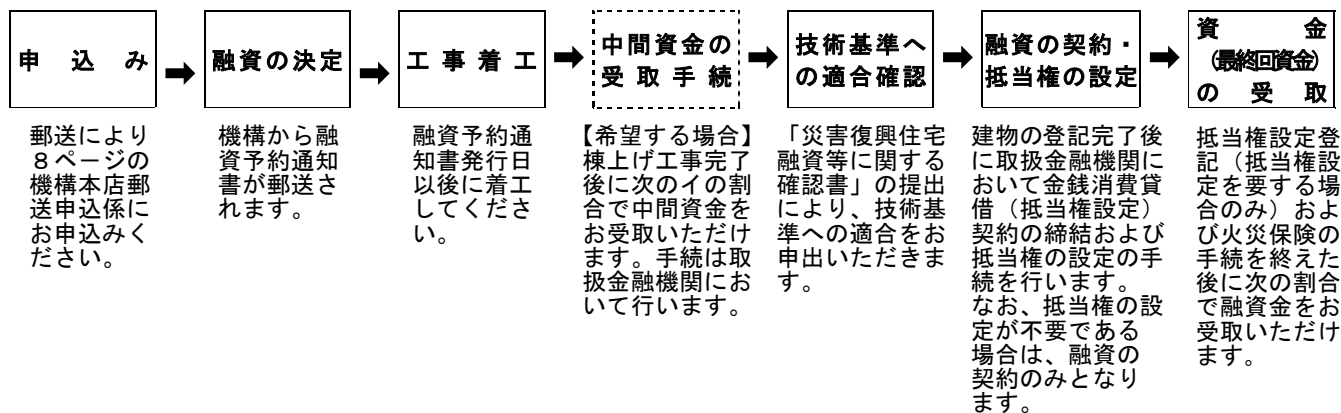 申込み
➡
融資の決定
➡
工事着工
➡
中間資金の
受取手続
➡
技術基準へ
の適合確認
➡
融資の契約・
抵当権の設定
➡
資金
(最終回資金)
の受取
郵送により
８ページの
機構本店郵
送申込係に
お申込みく
ださい。
機構から融
資予約通知
書が郵送さ
れます。
融資予約通
知書発行日
以後に着工
してくださ
い。
【希望する場合】
棟上げ工事完了
後に次のイの割
合で中間資金を
お受取いただけ
ます。手続は取
扱金融機関にお
いて行います。
「災害復興住宅
融資等に関する
確認書」の提出
により、技術基
準への適合をお
申出いただきま
す。
建物の登記完了後
に取扱金融機関に
おいて金銭消費貸
借（抵当権設定）
契約の締結および
抵当権の設定の手
続を行います。
なお、抵当権の設
定が不要である
場合は、融資の
契約のみとなり
ます。
抵当権設定登
記（抵当権設
定を要する場
合のみ）およ
び火災保険の
手続を終えた
後に次の割合
で融資金をお
受取いただけ
ます。